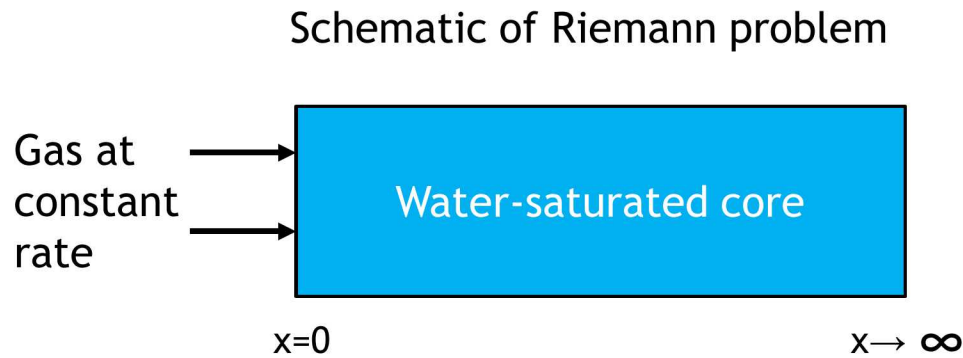 Schematic of Riemann problem
Gas at
constant
rate
Water-saturated core
x=0
x→ ∞